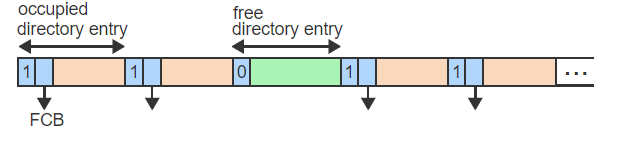 occupied
directory entry
free
directory entry
1 1 0 1 1 ...
FCB